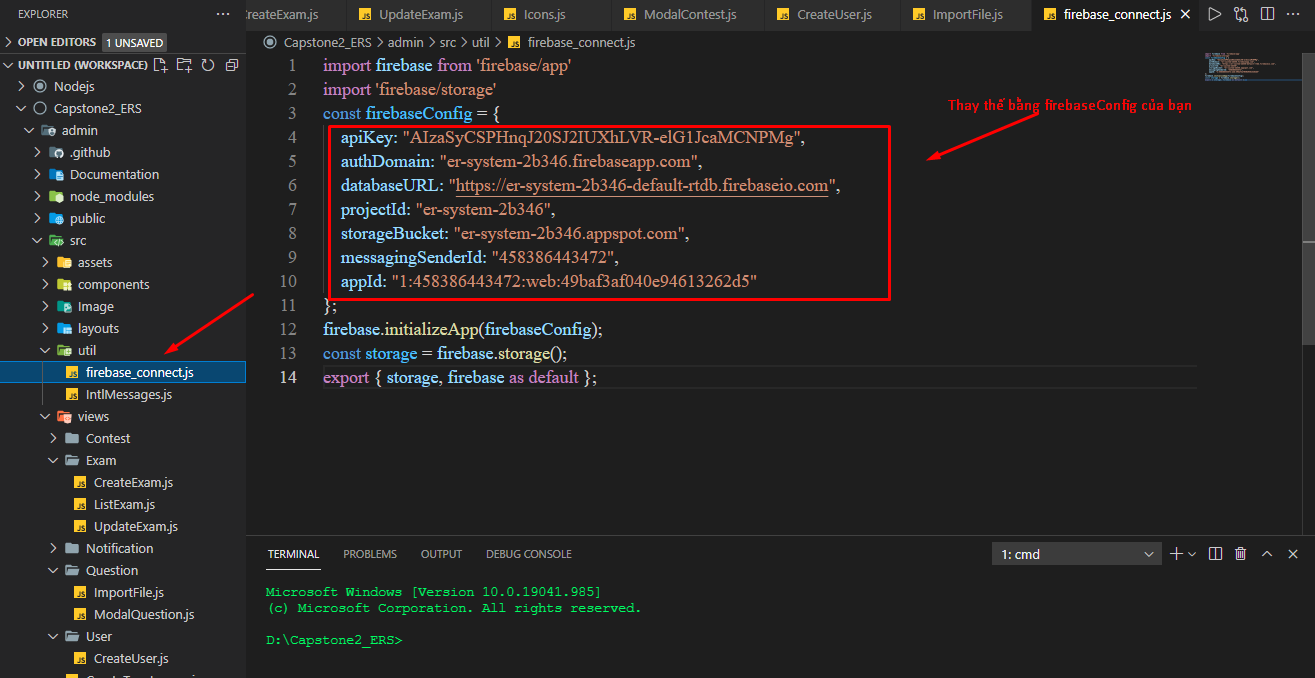 EXPLORER
OPEN EDITORS 1 UNSAVED
UNTITLED (WORKSPACE)
Nodejs
Capstone2_ERS
admin
.github
Documentation
node_modules
public
src
assets
components
Image
layouts
util
firebase_connect.js
IntlMessages.js
views
Contest
Exam
CreateExam.js
ListExam.js
UpdateExam.js
Notification
Question
ImportFile.js
ModalQuestion.js
User
CreateUser.js
reateExam.js UpdateExam.js Icons.js ModalContest.js CreateUser.js ImportFile.js firebase_connect.js
Capstone2_ERS > admin > src > util > firebase_connect.js
1 import firebase from 'firebase/app'
2 import 'firebase/storage'
3 const firebaseConfig = {
4 apiKey: "AIzaSyCSPHnqJ20SJ2IUXhLVR-elG1JcaMCNPMg",
5 authDomain: "er-system-2b346.firebaseapp.com",
6 databaseURL: "https://er-system-2b346-default-rtdb.firebaseio.com",
7 projectId: "er-system-2b346",
8 storageBucket: "er-system-2b346.appspot.com",
9 messagingSenderId: "458386443472",
10 appId: "1:458386443472:web:49baf3af040e94613262d5"
11 };
12 firebase.initializeApp(firebaseConfig);
13 const storage = firebase.storage();
14 export { storage, firebase as default };
Thay thế bằng firebaseConfig của bạn
TERMINAL PROBLEMS OUTPUT DEBUG CONSOLE 1: cmd
Microsoft Windows [Version 10.0.19041.985]
(c) Microsoft Corporation. All rights reserved.
D:\Capstone2_ERS>